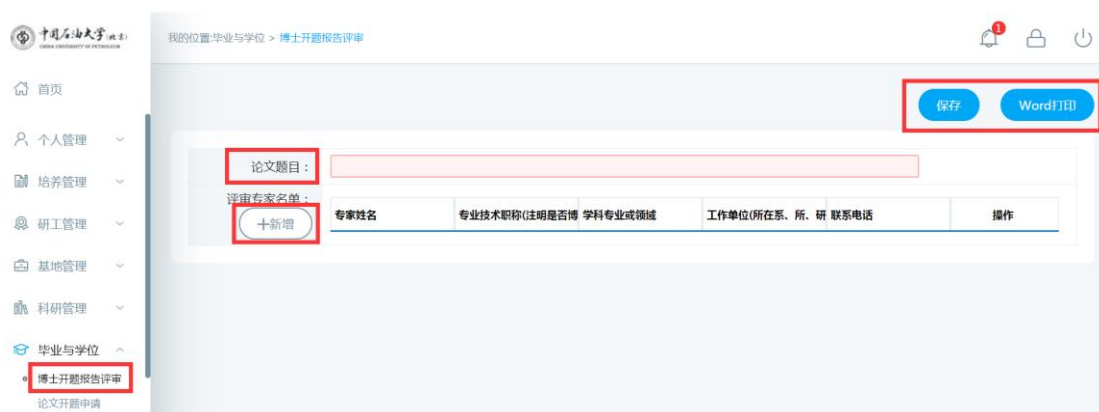 中国石油大学(北京)
CHINA UNIVERSITY OF PETROLEUM
我的位置:毕业与学位 > 博士开题报告评审
1
首页
保存
Word打印
个人管理
论文题目：
培养管理
评审专家名单：
+新增
专家姓名 专业技术职称(注明是否博 学科专业或领域 工作单位(所在系、所、研 联系电话 操作
研工管理
基地管理
科研管理
毕业与学位
博士开题报告评审
论文开题申请